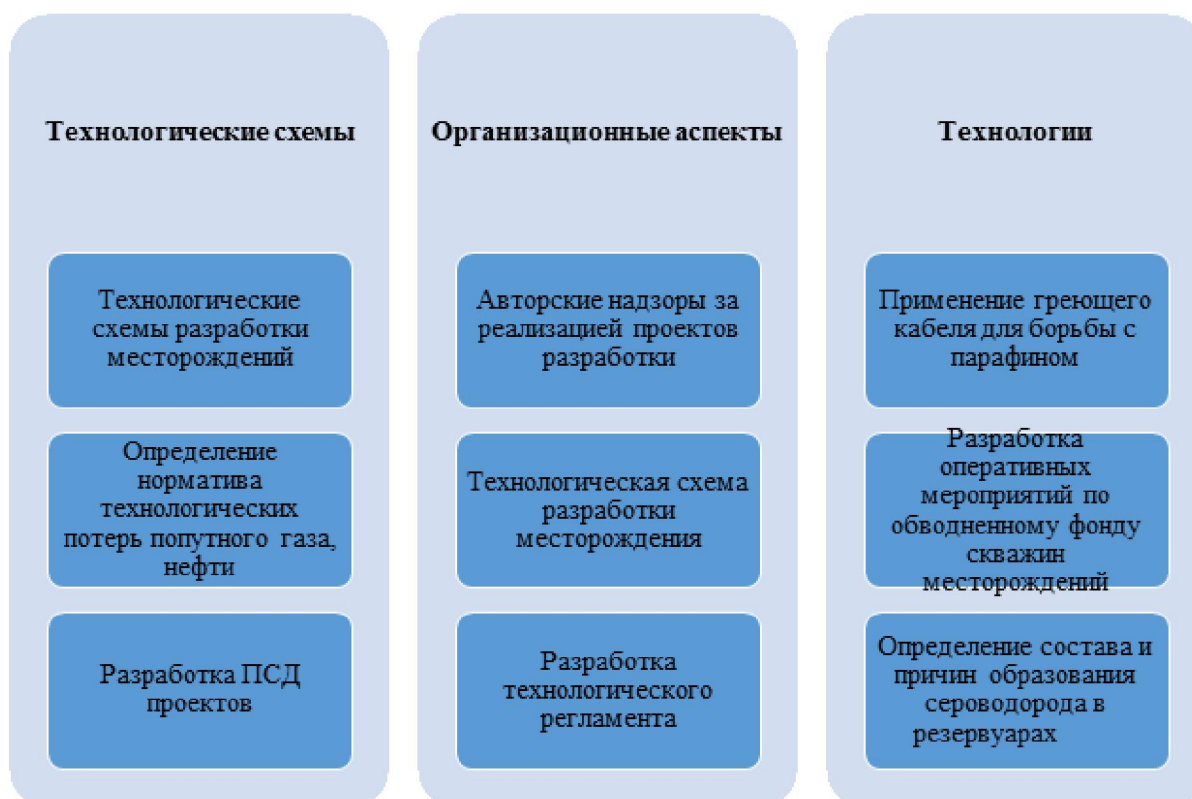 Технологические схемы
Технологические
схемы разработки
месторождений
Определение
норматива
технологических
потерь попутного газа,
нефти
Разработка ПСД
проектов
Организационные аспекты
Авторские надзоры за
реализацией проектов
разработки
Технологическая схема
разработки
месторождения
Разработка
технологического
регламента
Технологии
Применение греющего
кабеля для борьбы с
парафином
Разработка
оперативных
мероприятий по
обводненному фонду
скважин
месторождений
Определение состава и
причин образования
сероводорода в
резервуарах